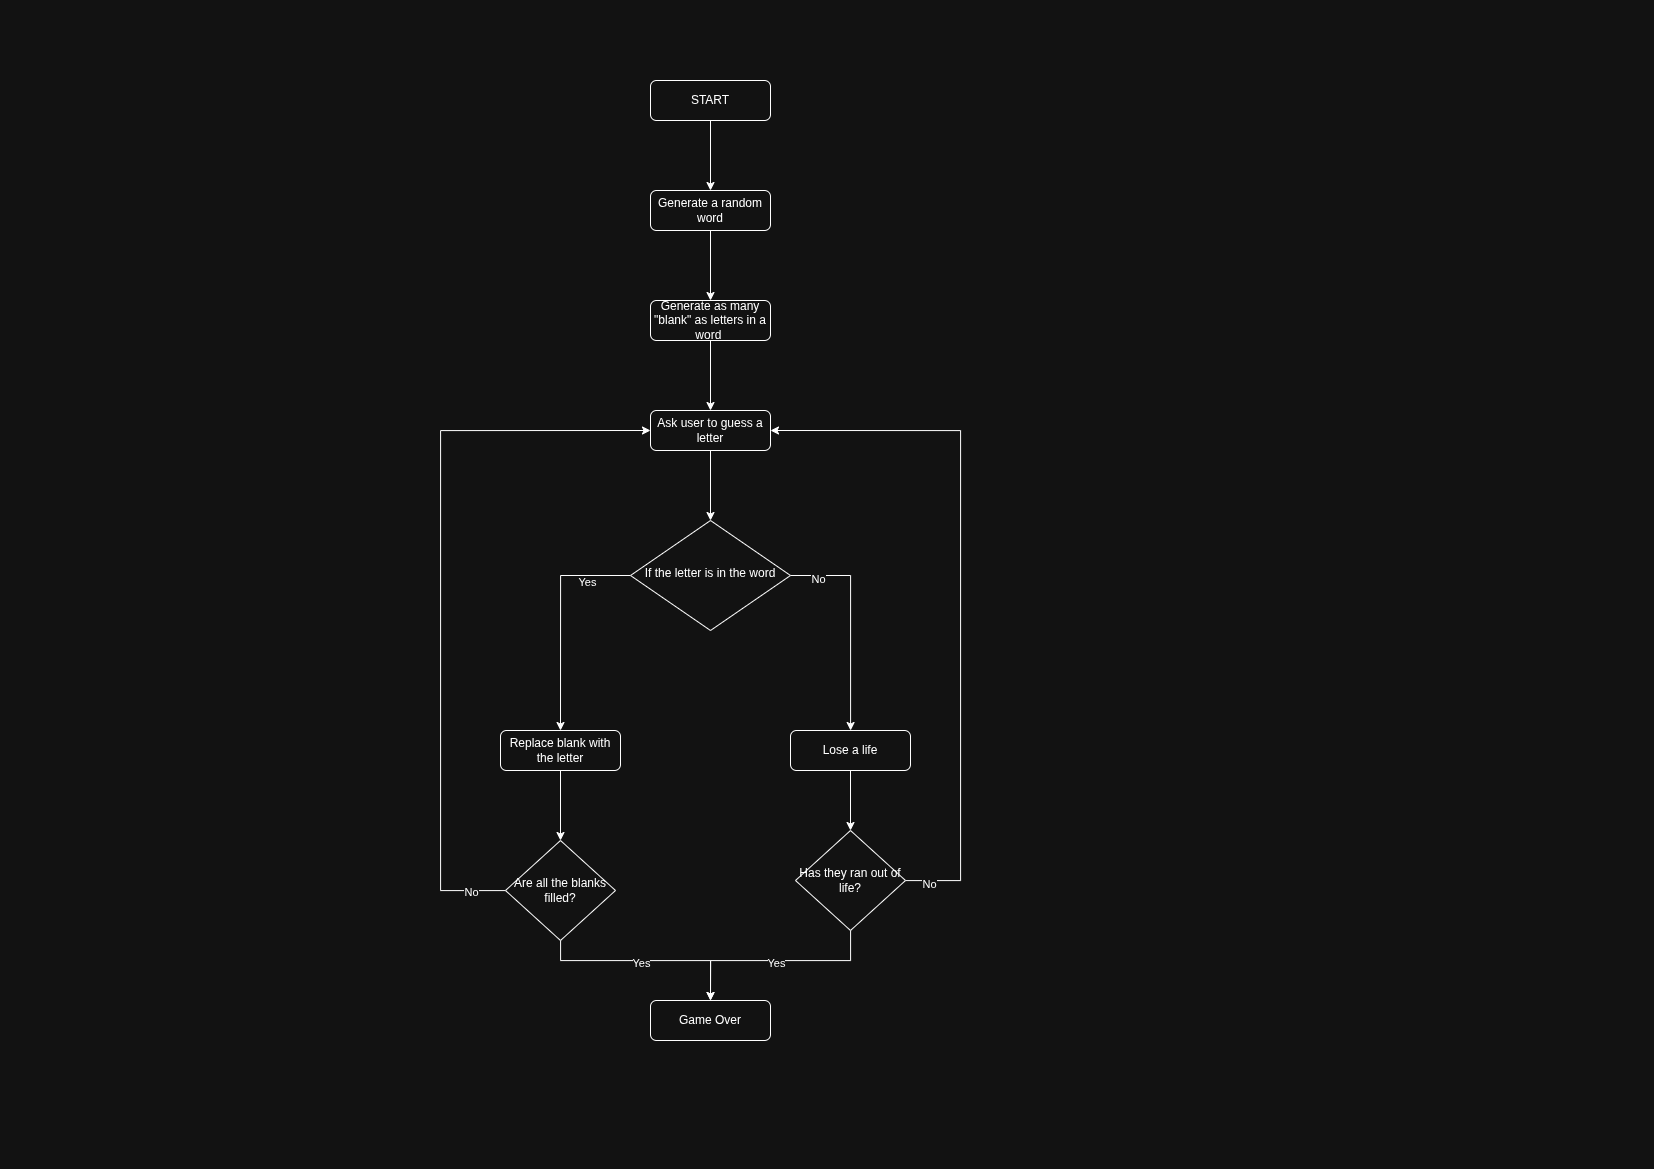 START
Generate a random
word
Generate as many
"blank" as letters in a
word
Ask user to guess a
letter
If the letter is in the word
Yes
No
Replace blank with
the letter
Lose a life
Are all the blanks
filled?
No
Has they ran out of
life?
No
Yes
Yes
Game Over